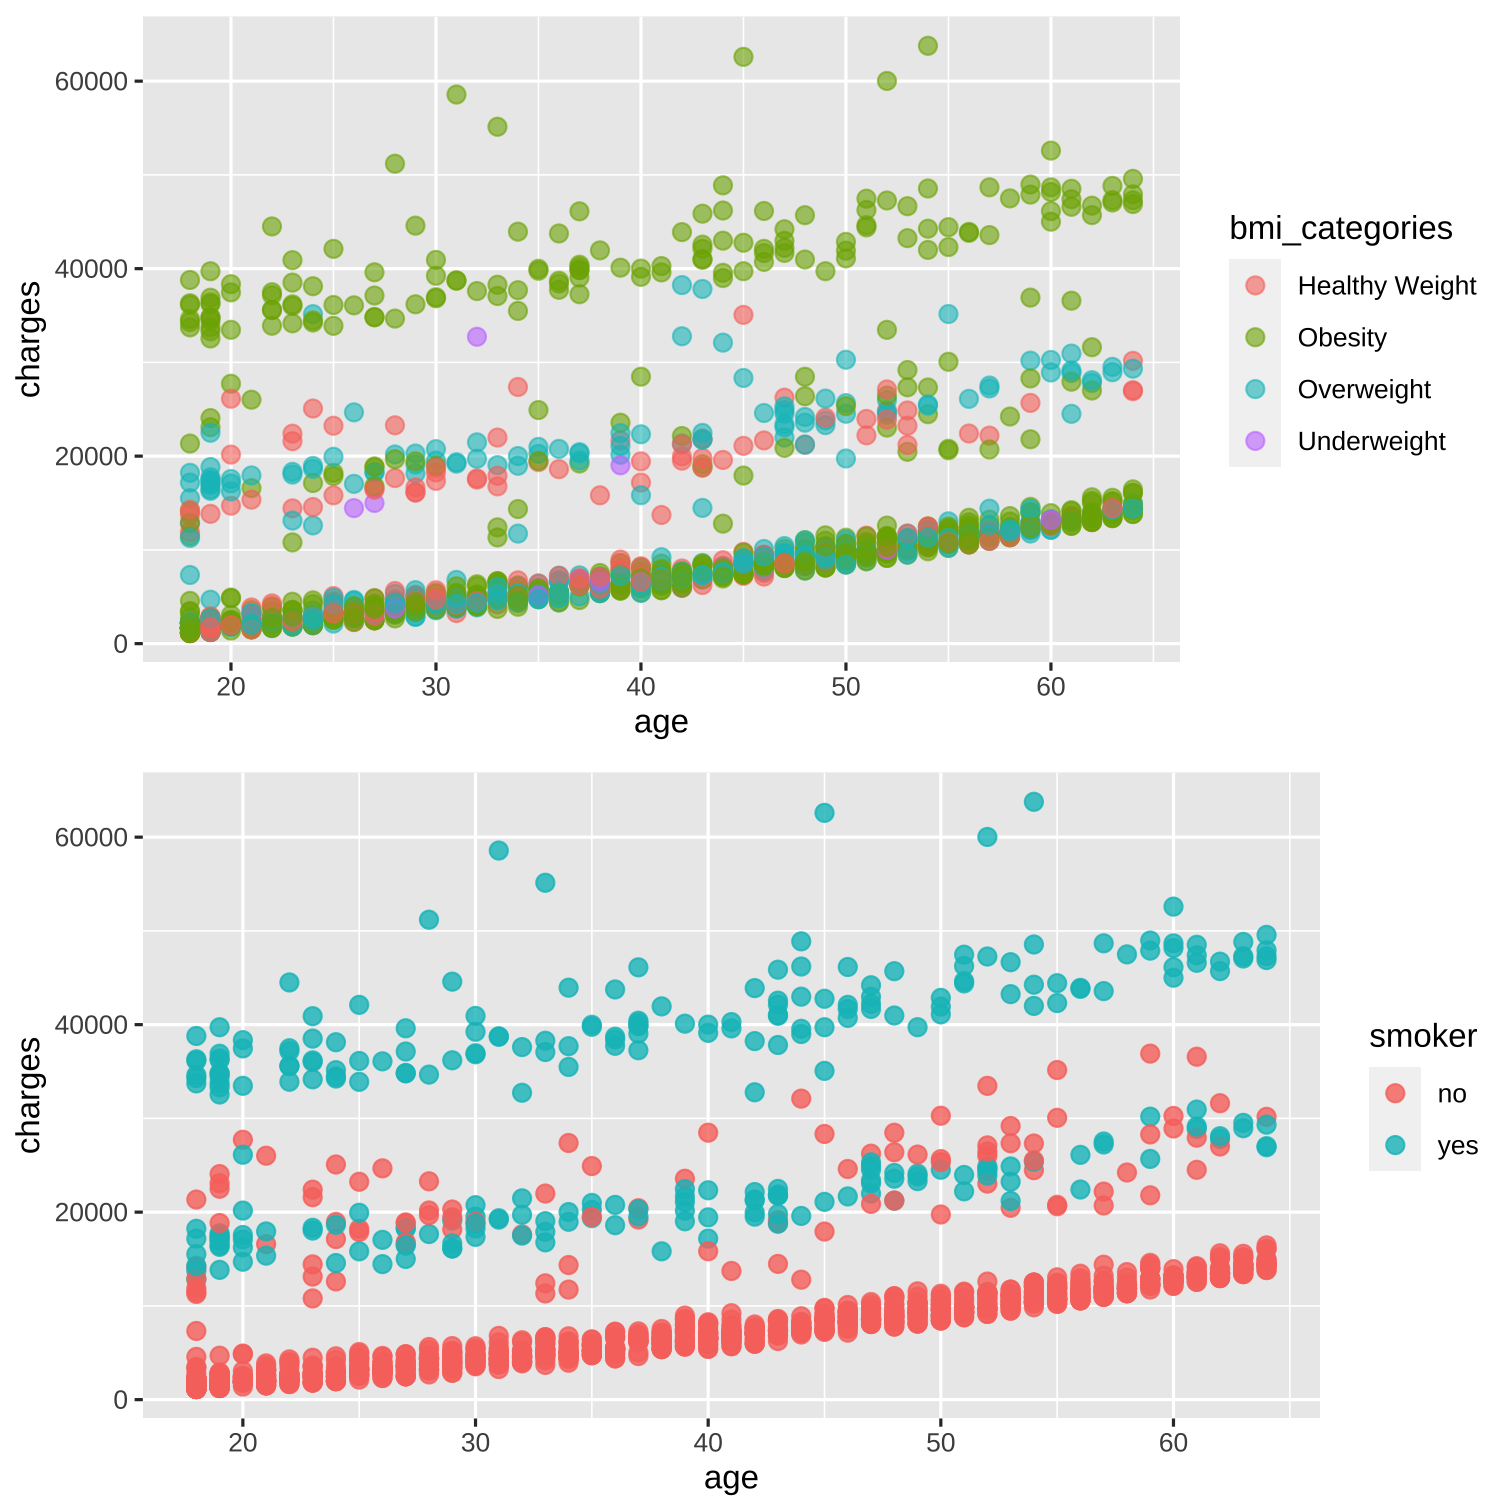 60000
40000
20000
0
charges
20 30 40 50 60
age
bmi_categories
Healthy Weight
Obesity
Overweight
Underweight
60000
40000
20000
0
charges
20 30 40 50 60
age
smoker
no
yes